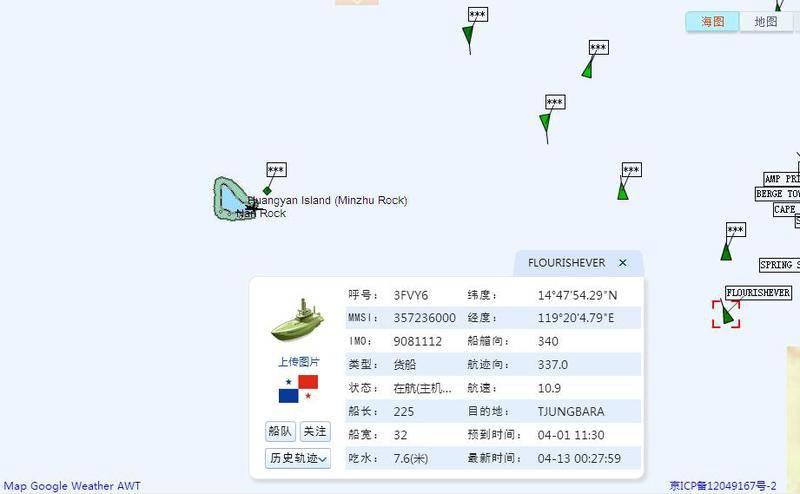 ***
海图 地图
***
***
***
***
Huangyan Island (Minzhu Rock)
Nan Rock
AMP PRI
BERGE TOW
CAPE
S
***
SPRING S
FLOURISHEVER
FLOURISHEVER ×
呼号： 3FVY6 纬度： 14°47'54.29"N
MMSI： 357236000 经度： 119°20'4.79"E
IMO： 9081112 船艏向： 340
上传图片
类型： 货船 航迹向： 337.0
状态： 在航(主机... 航速： 10.9
船长： 225 目的地： TJUNGBARA
船队 关注
船宽： 32 预到时间： 04-01 11:30
历史轨迹
吃水： 7.6(米) 最新时间： 04-13 00:27:59
Map Google Weather AWT
京ICP备12049167号-2